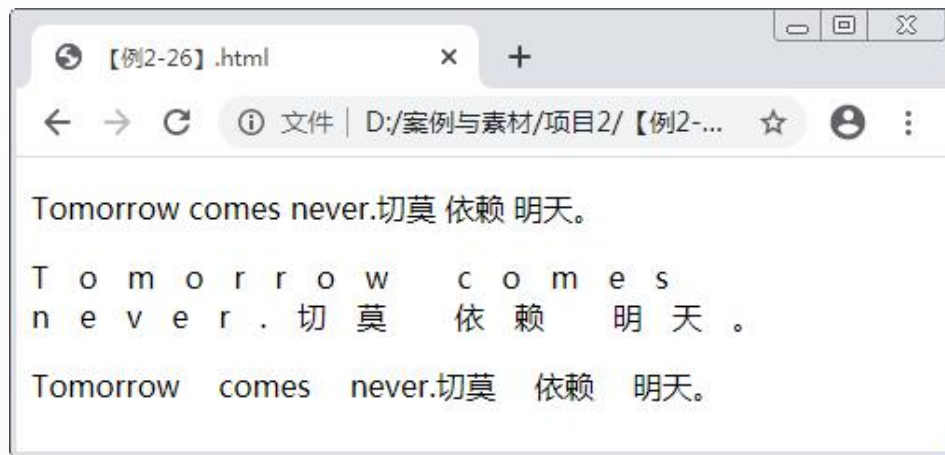 【例2-26】.html
文件 | D:/案例与素材/项目2/【例2-...
Tomorrow comes never.切莫 依赖 明天。
T o m o r r o w   c o m e s
n e v e r . 切 莫   依 赖   明 天 。
Tomorrow comes never.切莫 依赖 明天。